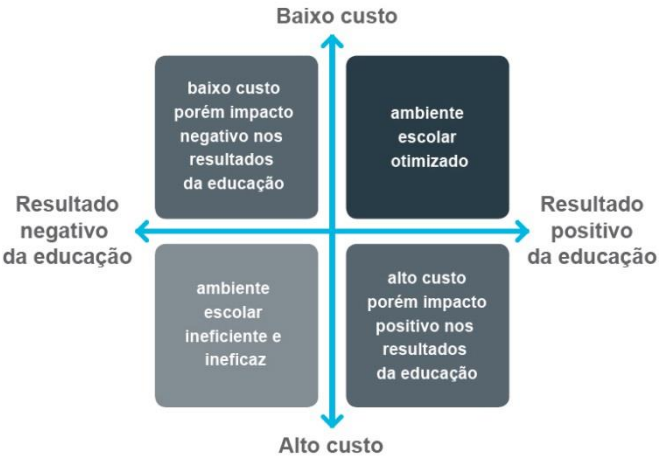 Baixo custo
baixo custo
porém impacto
negativo nos
resultados
da educação
ambiente
escolar
otimizado
Resultado
negativo
da educação
Resultado
positivo
da educação
ambiente
escolar
ineficiente e
ineficaz
alto custo
porém impacto
positivo nos
resultados
da educação
Alto custo